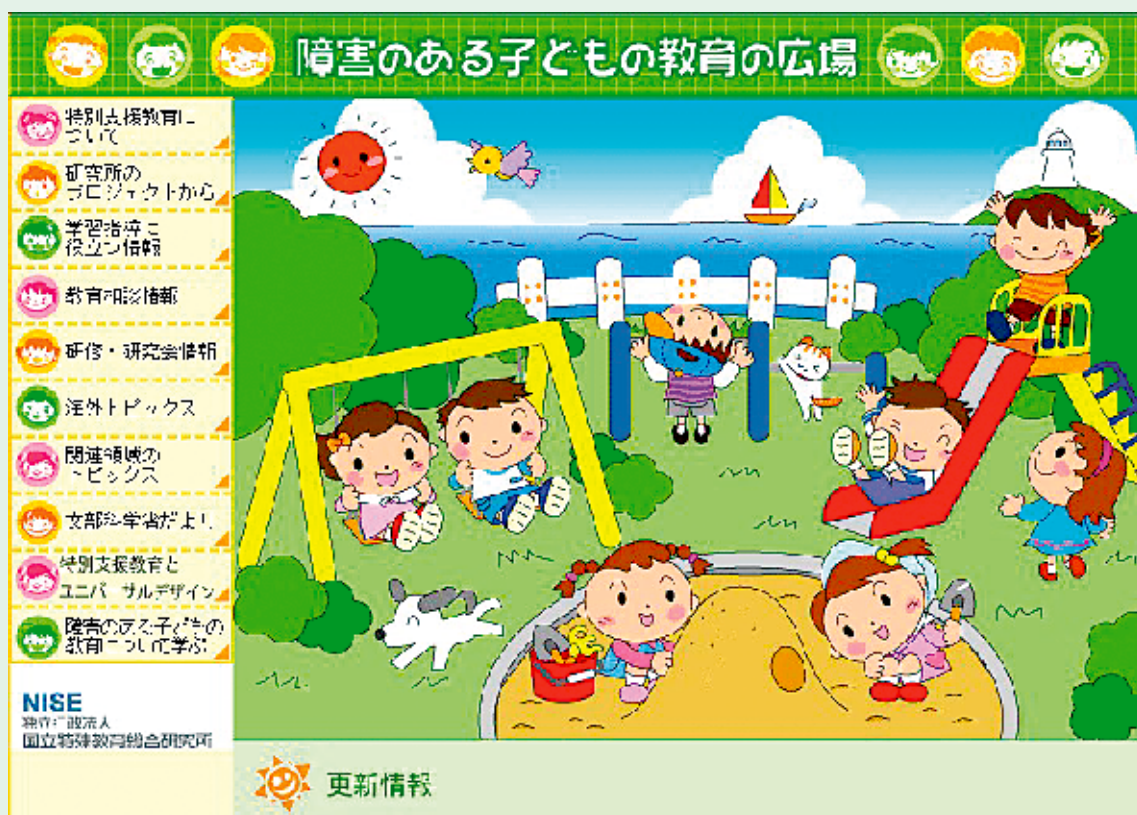 障害のある子どもの教育の広場
特別支援教育に
ついて
研究所の
プロジェクトから
学習指導に
役立つ情報
教育相談情報
研修・研究会情報
海外トピックス
関連領域の
トピックス
文部科学省だより
特別支援教育と
ユニバーサルデザイン
障害のある子どもの
教育について学ぶ
NISE
独立行政法人
国立特殊教育総合研究所
更新情報